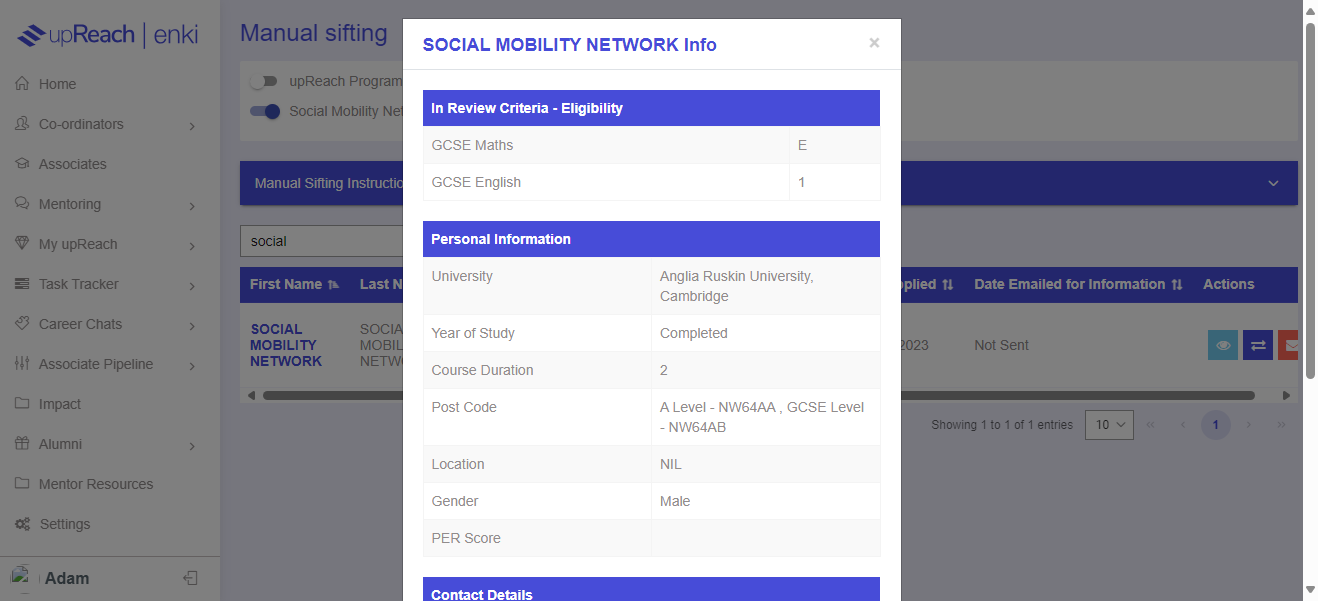 upReach | enki
Home
Co-ordinators
Associates
Mentoring
My upReach
Task Tracker
Career Chats
Associate Pipeline
Impact
Alumni
Mentor Resources
Settings
Adam
Manual sifting
upReach Program
Social Mobility Net
Manual Sifting Instructio
social
First Name Last N plied Date Emailed for Information Actions
SOCIAL
MOBILITY
NETWORK
SOCIA
MOBIL
NETW
2023
Not Sent
Showing 1 to 1 of 1 entries 10 « ‹ 1 › »
SOCIAL MOBILITY NETWORK Info ×
In Review Criteria - Eligibility
GCSE Maths E
GCSE English 1
Personal Information
University Anglia Ruskin University,
Cambridge
Year of Study Completed
Course Duration 2
Post Code A Level - NW64AA , GCSE Level
- NW64AB
Location NIL
Gender Male
PER Score
Contact Details